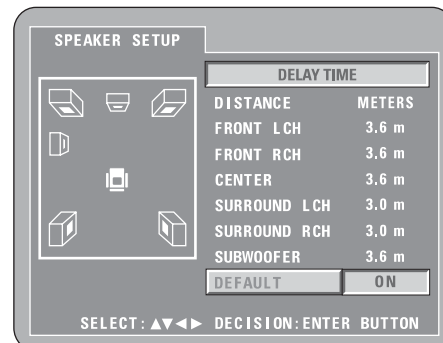 SPEAKER SETUP
DELAY TIME
DISTANCE METERS
FRONT LCH 3.6 m
FRONT RCH 3.6 m
CENTER 3.6 m
SURROUND LCH 3.0 m
SURROUND RCH 3.0 m
SUBWOOFER 3.6 m
DEFAULT ON
SELECT:▲▼◀▶ DECISION:ENTER BUTTON